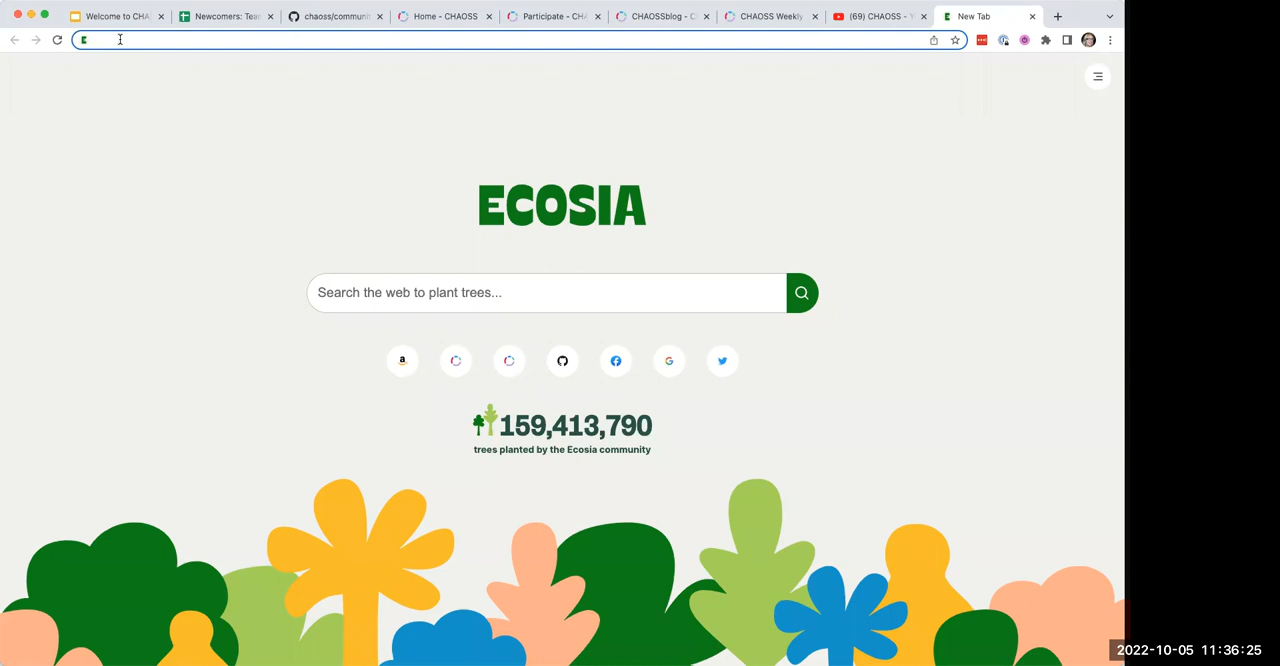 Welcome to CHA
Newcomers: Tea
chaoss/commun
Home - CHAOSS
Participate - CHA
CHAOSSblog - C
CHAOSS Weekly
(69) CHAOSS - Y
New Tab
ECOSIA
Search the web to plant trees...
159,413,790
trees planted by the Ecosia community
2022-10-05 11:36:25